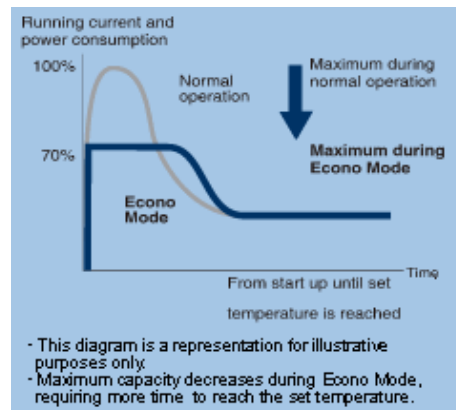 Running current and
power consumption
100%
Normal
operation
Maximum during
normal operation
70%
Maximum during
Econo Mode
Econo
Mode
Time
From start up until set
temperature is reached
- This diagram is a representation for illustrative
purposes only.
- Maximum capacity decreases during Econo Mode,
requiring more time to reach the set temperature.